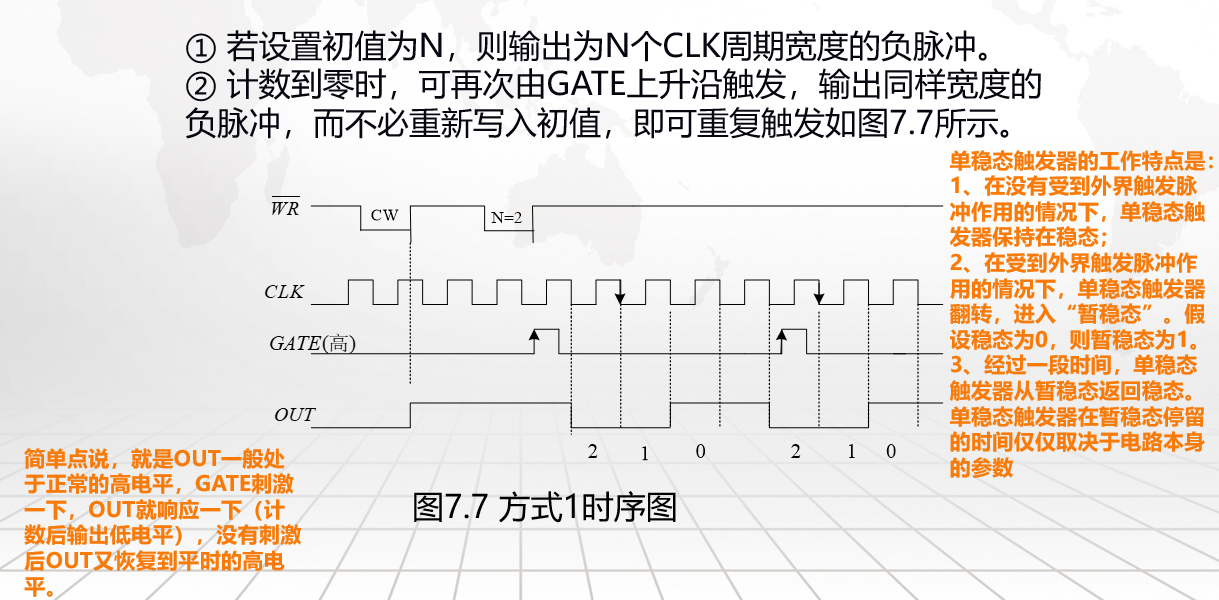 ① 若设置初值为N，则输出为N个CLK周期宽度的负脉冲。
② 计数到零时，可再次由GATE上升沿触发，输出同样宽度的
负脉冲，而不必重新写入初值，即可重复触发如图7.7所示。
单稳态触发器的工作特点是：
1、在没有受到外界触发脉
冲作用的情况下，单稳态触
发器保持在稳态；
2、在受到外界触发脉冲作
用的情况下，单稳态触发器
翻转，进入“暂稳态”。假
设稳态为0，则暂稳态为1。
3、经过一段时间，单稳态
触发器从暂稳态返回稳态。
单稳态触发器在暂稳态停留
的时间仅仅取决于电路本身
的参数
WR
CW
N=2
CLK
GATE(高)
OUT
2 1 0 2 1 0
图7.7 方式1时序图
简单点说，就是OUT一般处
于正常的高电平，GATE刺激
一下，OUT就响应一下（计
数后输出低电平），没有刺激
后OUT又恢复到平时的高电
平。